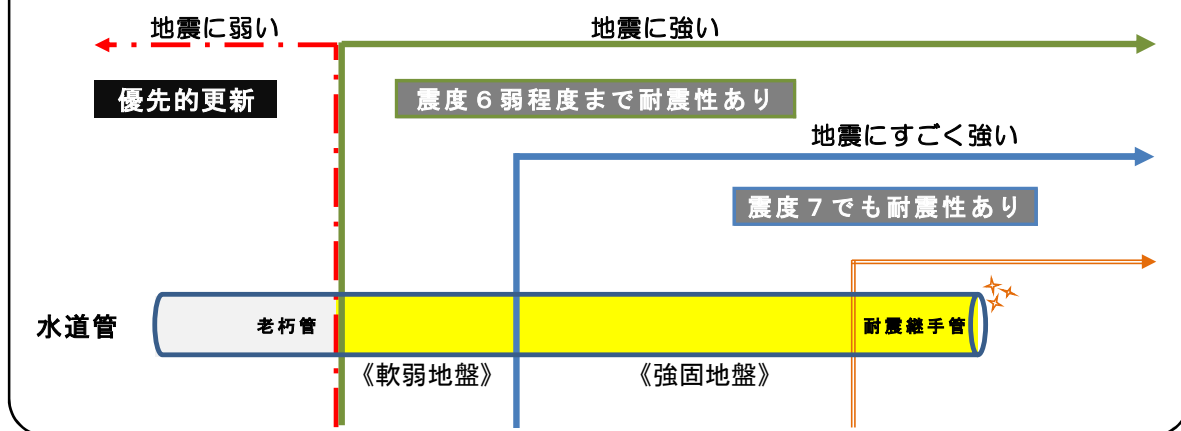 地震に弱い
地震に強い
優先的更新
震度６弱程度まで耐震性あり
地震にすごく強い
震度７でも耐震性あり
水道管
老朽管
耐震継手管
《軟弱地盤》
《強固地盤》